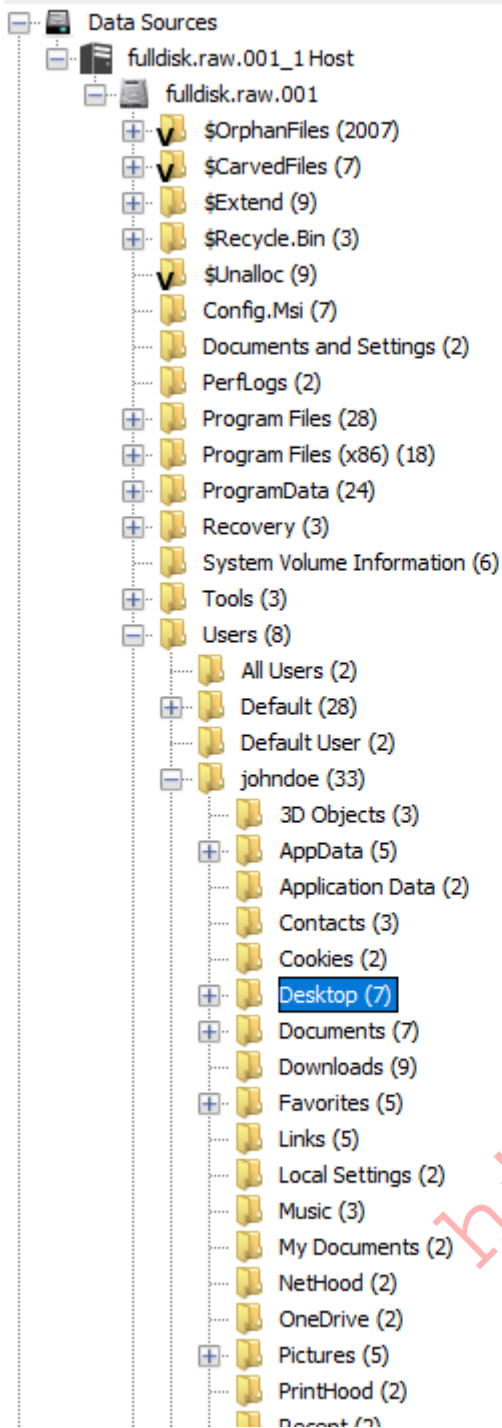 Data Sources
fulldisk.raw.001_1 Host
fulldisk.raw.001
$OrphanFiles (2007)
$CarvedFiles (7)
$Extend (9)
$Recycle.Bin (3)
$Unalloc (9)
Config.Msi (7)
Documents and Settings (2)
PerfLogs (2)
Program Files (28)
Program Files (x86) (18)
ProgramData (24)
Recovery (3)
System Volume Information (6)
Tools (3)
Users (8)
All Users (2)
Default (28)
Default User (2)
johndoe (33)
3D Objects (3)
AppData (5)
Application Data (2)
Contacts (3)
Cookies (2)
Desktop (7)
Documents (7)
Downloads (9)
Favorites (5)
Links (5)
Local Settings (2)
Music (3)
My Documents (2)
NetHood (2)
OneDrive (2)
Pictures (5)
PrintHood (2)
Recent (2)